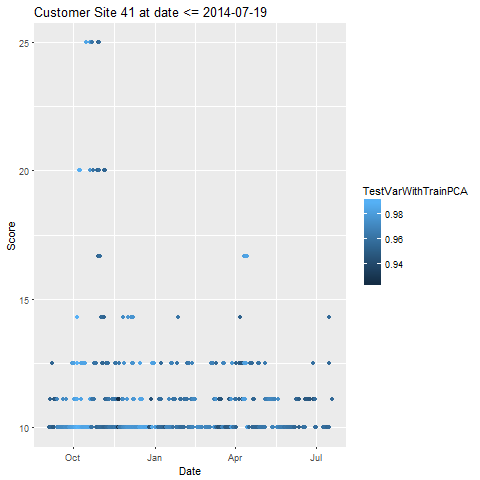 Customer Site 41 at date <= 2014-07-19
25
20
15
10
Score
Oct
Jan
Apr
Jul
Date
TestVarWithTrainPCA
0.98
0.96
0.94